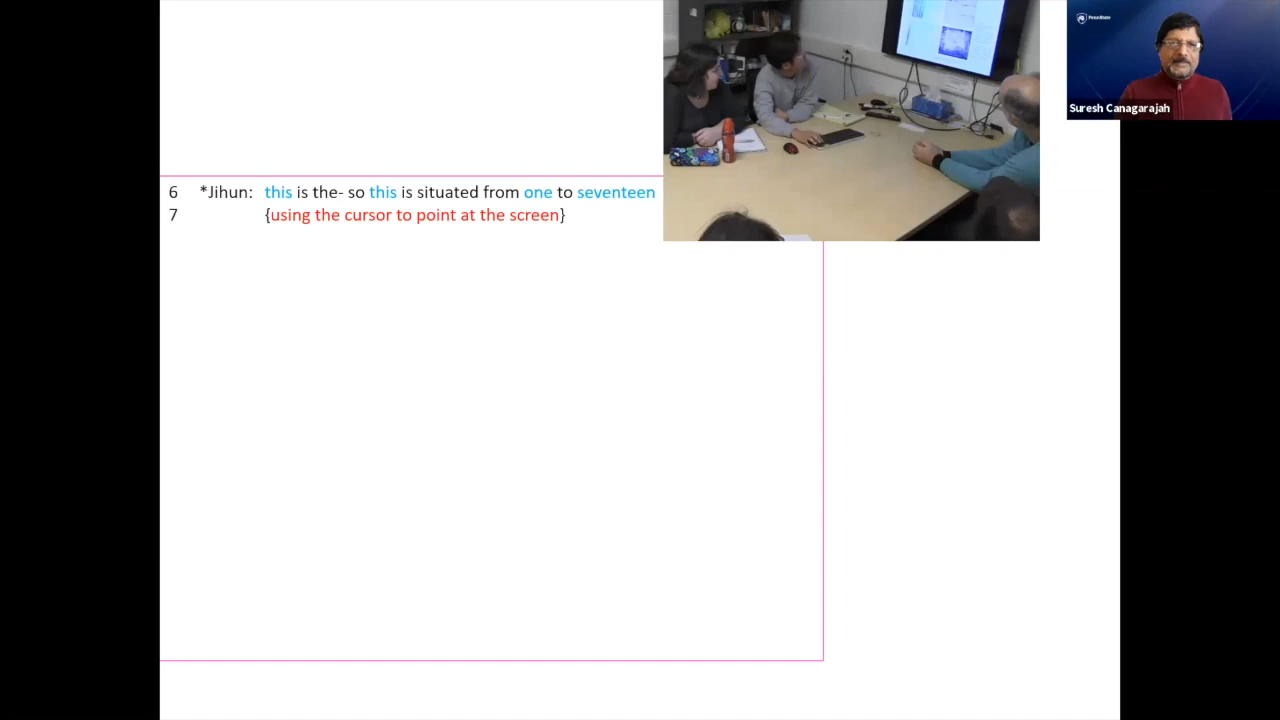 PennState
Suresh Canagarajah
6 *Jihun: this is the- so this is situated from one to seventeen
7 {using the cursor to point at the screen}